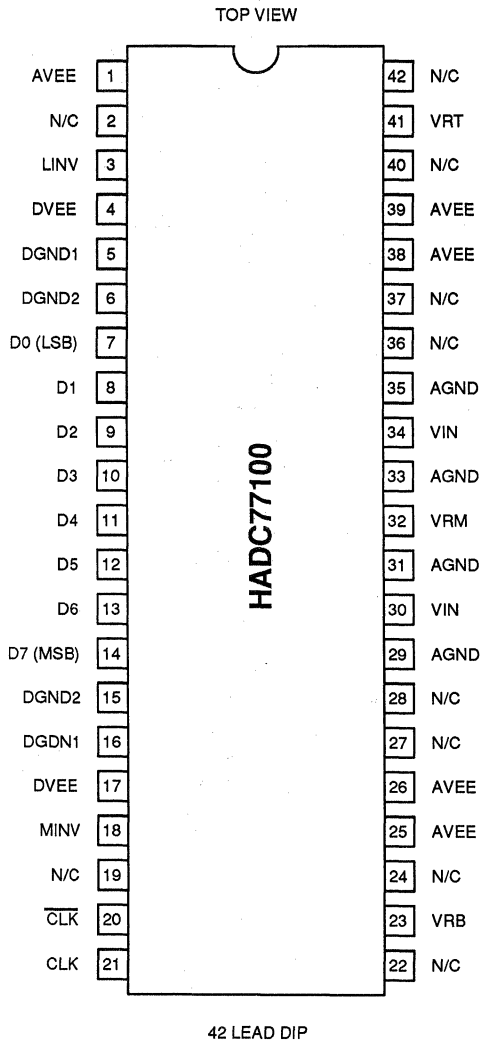 TOP VIEW
AVEE 1 42 N/C
N/C 2 41 VRT
LINV 3 40 N/C
DVEE 4 39 AVEE
DGND1 5 38 AVEE
DGND2 6 37 N/C
D0 (LSB) 7 36 N/C
D1 8 35 AGND
D2 9 34 VIN
D3 10 33 AGND
D4 11 32 VRM
D5 12 31 AGND
D6 13 30 VIN
D7 (MSB) 14 29 AGND
DGND2 15 28 N/C
DGDN1 16 27 N/C
DVEE 17 26 AVEE
MINV 18 25 AVEE
N/C 19 24 N/C
C̅L̅K̅ 20 23 VRB
CLK 21 22 N/C
HADC77100
42 LEAD DIP